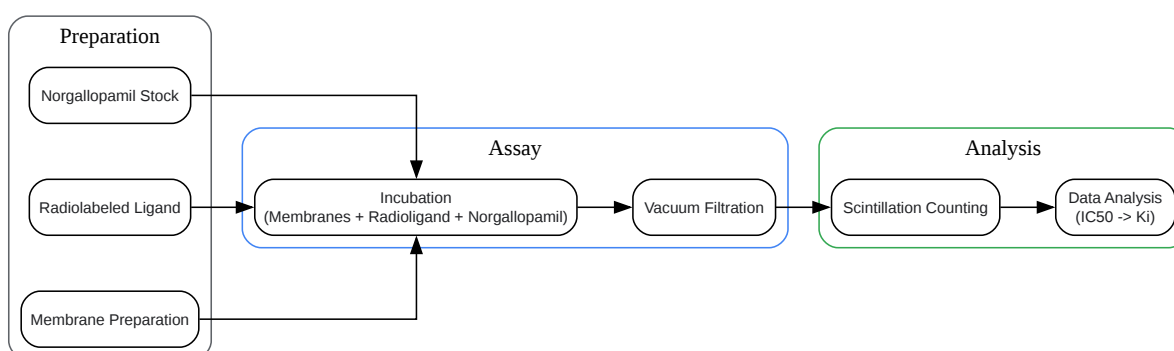 Preparation
Norgallopamil Stock
Radiolabeled Ligand
Membrane Preparation
Assay
Incubation
(Membranes + Radioligand + Norgallopamil)
Vacuum Filtration
Analysis
Scintillation Counting
Data Analysis
(IC50 -> Ki)